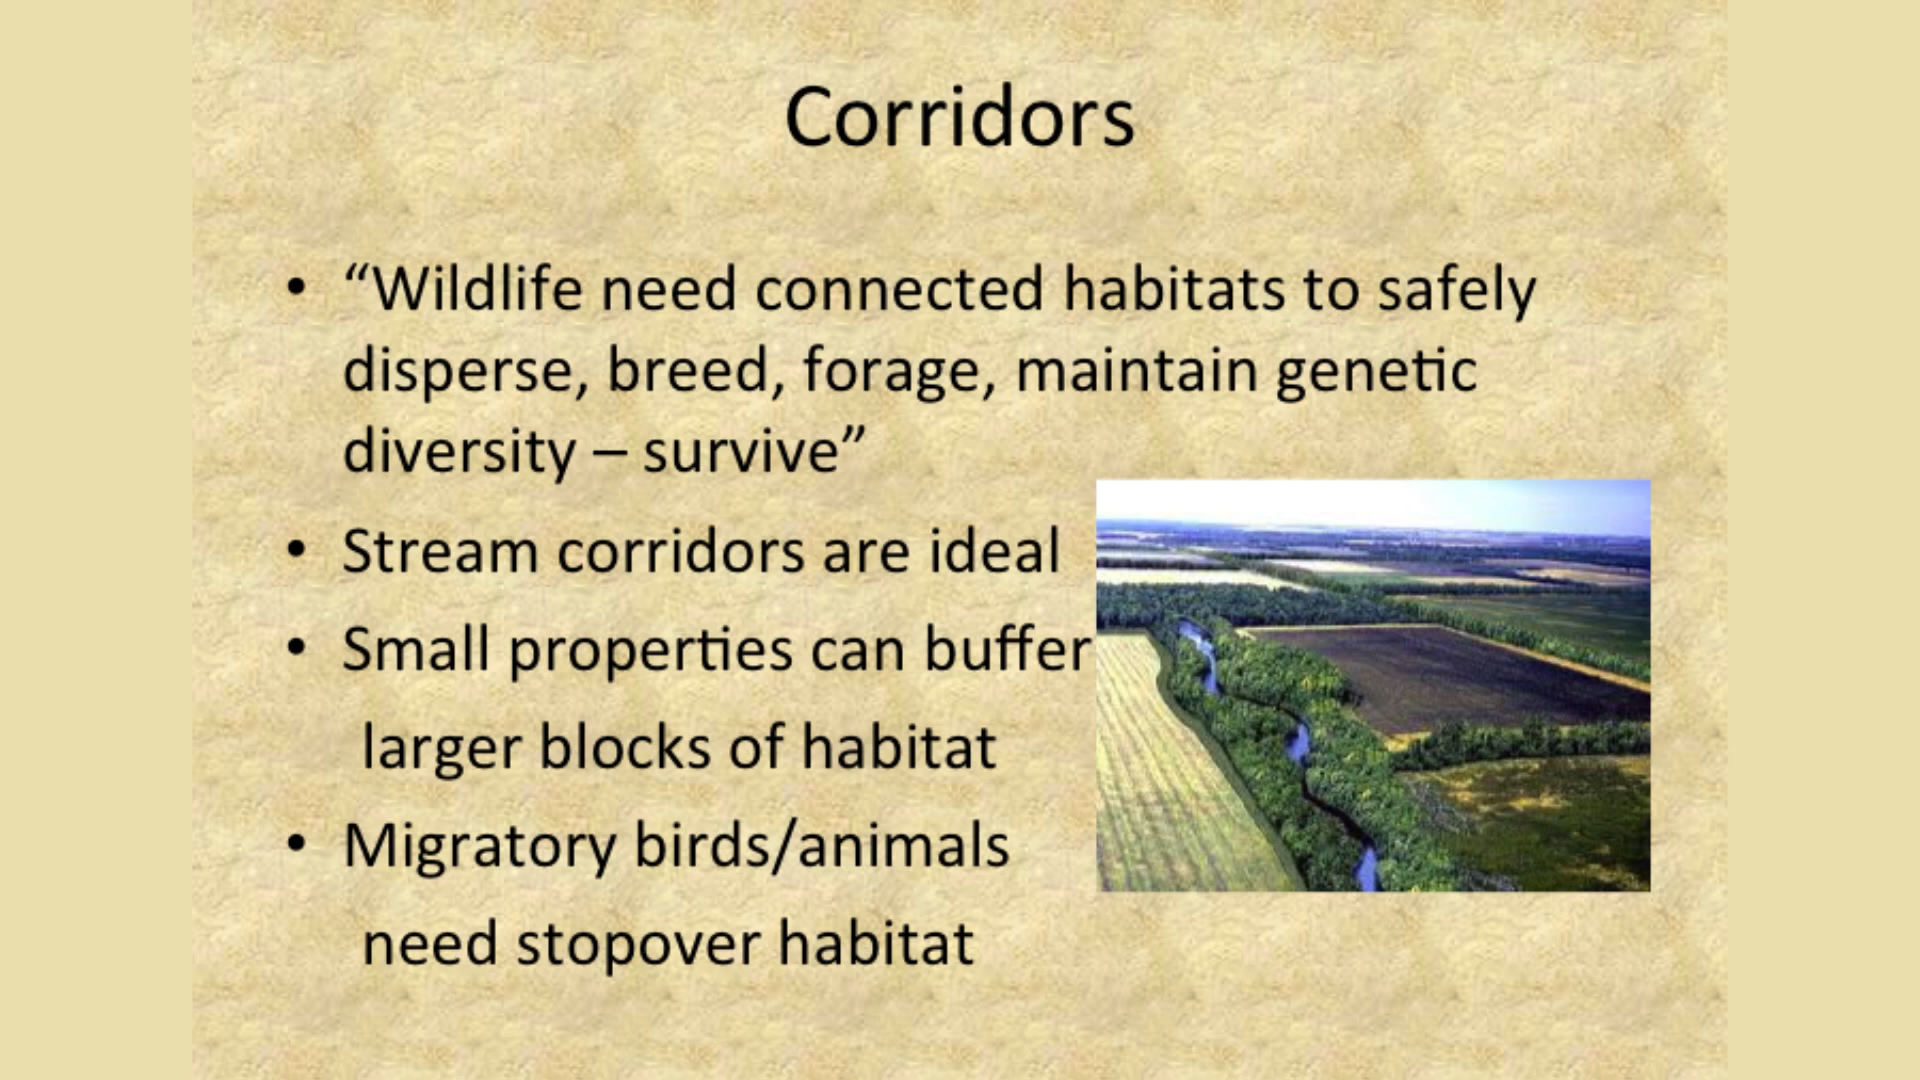 Corridors
• “Wildlife need connected habitats to safely
disperse, breed, forage, maintain genetic
diversity – survive”
• Stream corridors are ideal
• Small properties can buffer
larger blocks of habitat
• Migratory birds/animals
need stopover habitat